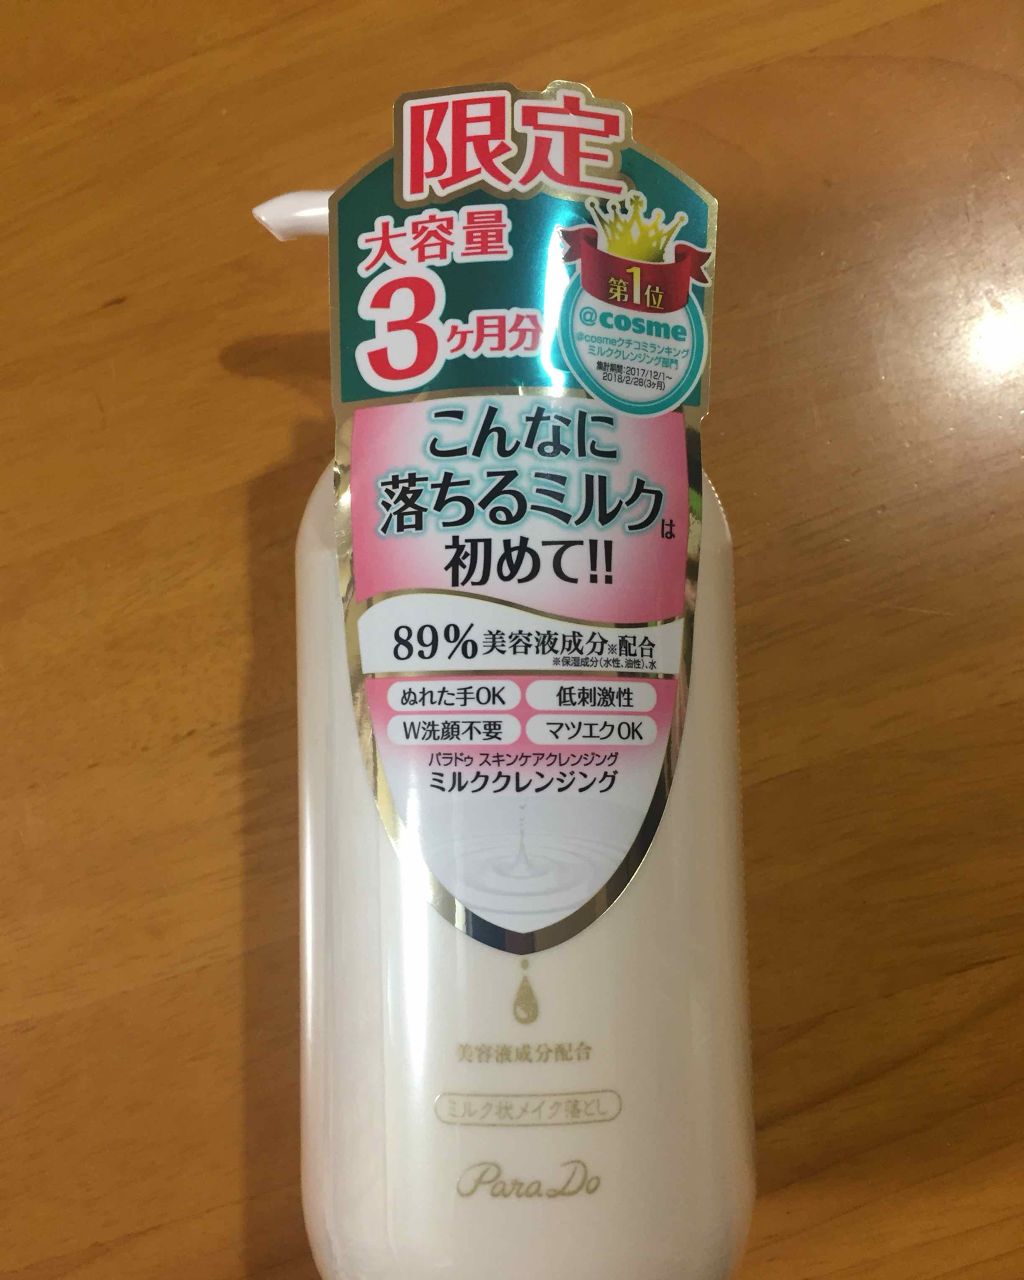 限定
大容量
3ヶ月分
第1位
@cosme
@cosmeクチコミランキング
ミルククレンジング部門
集計期間:2017/12/1～
2018/2/28(3ヶ月)
こんなに
落ちるミルクは
初めて!!
89%美容液成分※配合
※保湿成分(水性、油性)、水
ぬれた手OK 低刺激性
W洗顔不要 マツエクOK
パラドゥ スキンケアクレンジング
ミルククレンジング
美容液成分配合
ミルク状メイク落とし
ParaDo